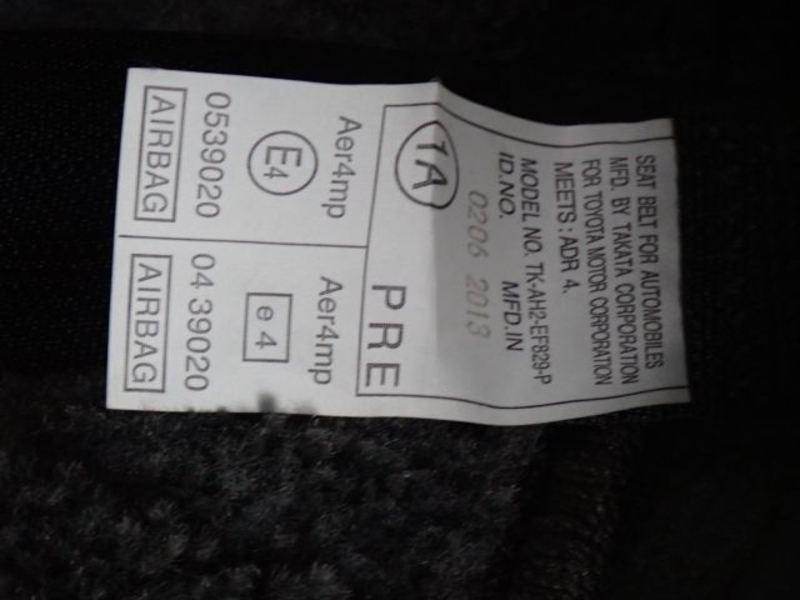 SEAT BELT FOR AUTOMOBILES
MFD. BY TAKATA CORPORATION
FOR TOYOTA MOTOR CORPORATION
MEETS : ADR 4.
MODEL NO. TK-AH2-EF829-P
ID.NO. MFD.IN
0206 2013
TA
PRE
Aer4mp
E4
0539020
AIRBAG
Aer4mp
e 4
04 39020
AIRBAG